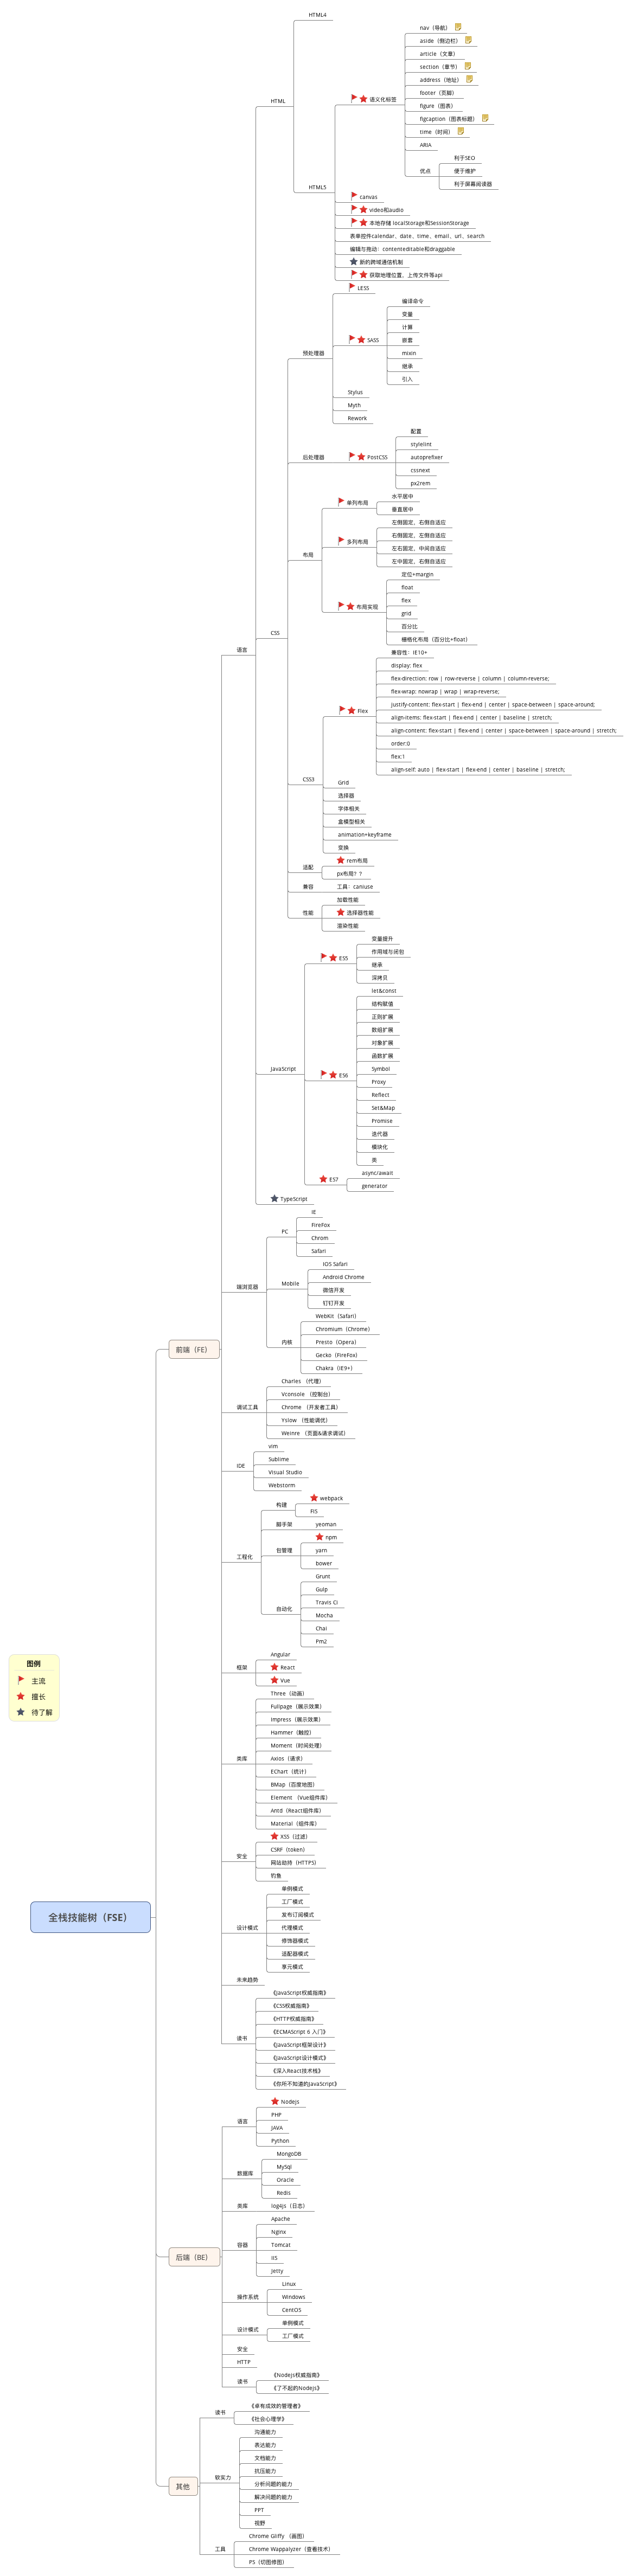 HTML4
nav（导航）
aside（侧边栏）
article（文章）
section（章节）
address（地址）
footer（页脚）
figure（图表）
figcaption（图表标题）
time（时间）
ARIA
利于SEO
便于维护
利于屏幕阅读器
优点
语义化标签
HTML
HTML5
canvas
video和audio
本地存储 localStorage和SessionStorage
表单控件calendar、date、time、email、url、search
编辑与拖动：contenteditable和draggable
新的跨域通信机制
获取地理位置，上传文件等api
LESS
编译命令
变量
计算
嵌套
mixin
继承
引入
SASS
预处理器
Stylus
Myth
Rework
配置
stylelint
autoprefixer
cssnext
px2rem
后处理器
PostCSS
水平居中
垂直居中
单列布局
左侧固定，右侧自适应
右侧固定，左侧自适应
左右固定，中间自适应
左中固定，右侧自适应
多列布局
布局
定位+margin
float
flex
grid
百分比
栅格化布局（百分比+float）
布局实现
语言
CSS
兼容性：IE10+
display: flex
flex-direction: row | row-reverse | column | column-reverse;
flex-wrap: nowrap | wrap | wrap-reverse;
justify-content: flex-start | flex-end | center | space-between | space-around;
align-items: flex-start | flex-end | center | baseline | stretch;
align-content: flex-start | flex-end | center | space-between | space-around | stretch;
order:0
flex:1
align-self: auto | flex-start | flex-end | center | baseline | stretch;
Flex
CSS3
Grid
选择器
字体相关
盒模型相关
animation+keyframe
变换
适配
rem布局
px布局？？
兼容
工具：caniuse
性能
加载性能
选择器性能
渲染性能
变量提升
作用域与闭包
继承
深拷贝
ES5
let&const
结构赋值
正则扩展
数组扩展
对象扩展
函数扩展
Symbol
Proxy
Reflect
Set&Map
Promise
迭代器
模块化
类
JavaScript
ES6
async/await
generator
ES7
TypeScript
IE
FireFox
Chrom
Safari
PC
端浏览器
IOS Safari
Android Chrome
微信开发
钉钉开发
Mobile
WebKit（Safari）
Chromium（Chrome）
Presto（Opera）
Gecko（FireFox）
Chakra（IE9+）
内核
前端（FE）
Charles （代理）
Vconsole （控制台）
Chrome （开发者工具）
Yslow （性能调优）
Weinre （页面&请求调试）
调试工具
vim
Sublime
Visual Studio
Webstorm
IDE
webpack
FIS
构建
脚手架
yeoman
npm
yarn
bower
包管理
工程化
Grunt
Gulp
Travis CI
Mocha
Chai
Pm2
自动化
图例
主流
擅长
待了解
Angular
React
Vue
框架
Three（动画）
Fullpage（展示效果）
Impress（展示效果）
Hammer（触控）
Moment（时间处理）
Axios（请求）
EChart（统计）
BMap（百度地图）
Element （Vue组件库）
Antd（React组件库）
Material（组件库）
类库
XSS（过滤）
CSRF（token）
网站劫持（HTTPS）
钓鱼
安全
单例模式
工厂模式
发布订阅模式
代理模式
修饰器模式
适配器模式
享元模式
设计模式
全栈技能树（FSE）
未来趋势
《JavaScript权威指南》
《CSS权威指南》
《HTTP权威指南》
《ECMAScript 6 入门》
《JavaScript框架设计》
《JavaScript设计模式》
《深入React技术栈》
《你所不知道的JavaScript》
读书
Nodejs
PHP
JAVA
Python
语言
MongoDB
MySql
Oracle
Redis
数据库
类库
log4js（日志）
Apache
Nginx
Tomcat
IIS
Jetty
容器
后端（BE）
Linux
Windows
CentOS
操作系统
单例模式
工厂模式
设计模式
安全
HTTP
《Nodejs权威指南》
《了不起的Nodejs》
读书
《卓有成效的管理者》
《社会心理学》
读书
沟通能力
表达能力
文档能力
抗压能力
分析问题的能力
解决问题的能力
PPT
视野
软实力
其他
Chrome Gliffy （画图）
Chrome Wappalyzer（查看技术）
PS（切图修图）
工具